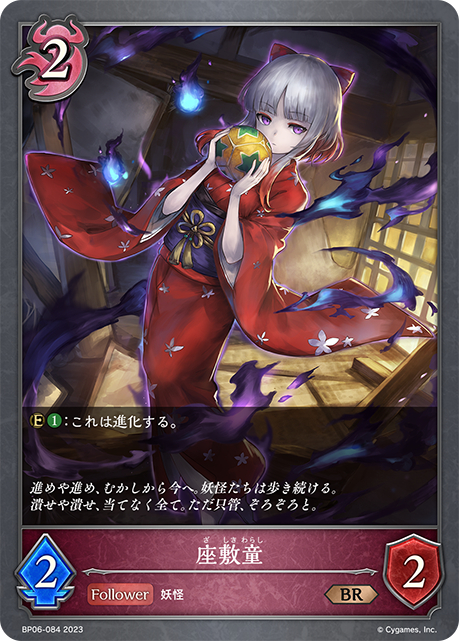 2
E 1:これは進化する。
進めや進め、むかしから今へ。妖怪たちは歩き続ける。
潰せや潰せ、当てなく全て。ただ只管、ぞろぞろと。
ざ しき わらし
座敷童
2
Follower 妖怪
BR
2
BP06-084 2023
© Cygames, Inc.